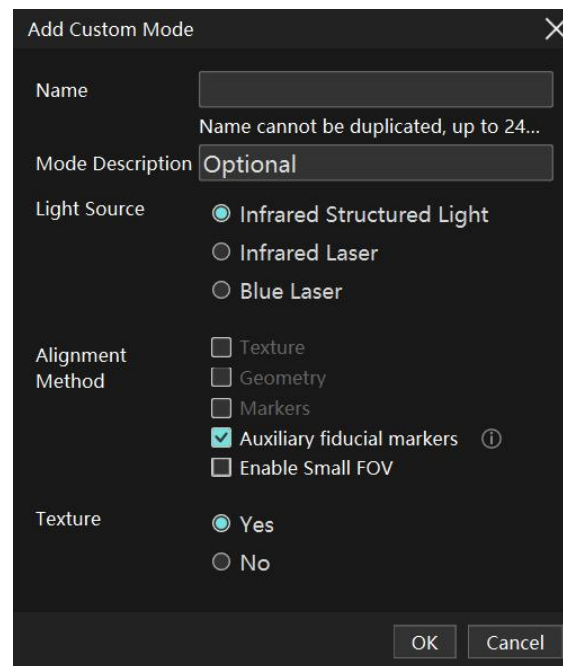 Add Custom Mode
Name
Name cannot be duplicated, up to 24...
Mode Description Optional
Light Source
Infrared Structured Light
Infrared Laser
Blue Laser
Alignment Method
Texture
Geometry
Markers
Auxiliary fiducial markers
Enable Small FOV
Texture
Yes
No
OK Cancel